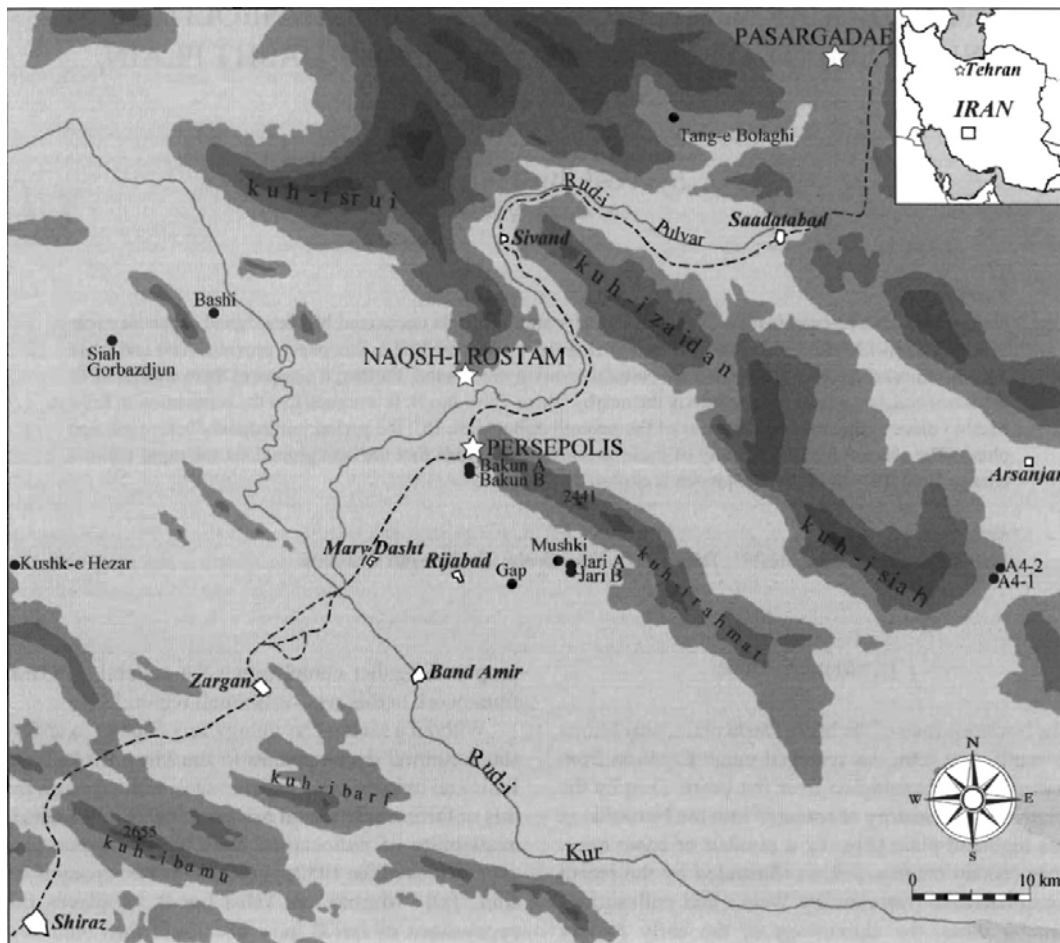 PASARGADAE
Tehran
IRAN
Tang-e Bolaghi
kuh-i srui
Rud-i
Pulvar
Saadatabad
Sivand
kuh-i zaidan
Bashi
Siah
Gorbazdjun
NAQSH-I ROSTAM
PERSEPOLIS
Bakun A
Bakun B
2441
Arsanjan
Marv Dasht
Rijabad
Mushki
Jari A
Jari B
Gap
Kushk-e Hezar
kuh-i rahmat
kuh-i siah
A4-2
A4-1
Zargan
Band Amir
Rud-i
Kur
kuh-i barf
2655
kuh-i bamu
Shiraz
N
W
E
S
0
10 km